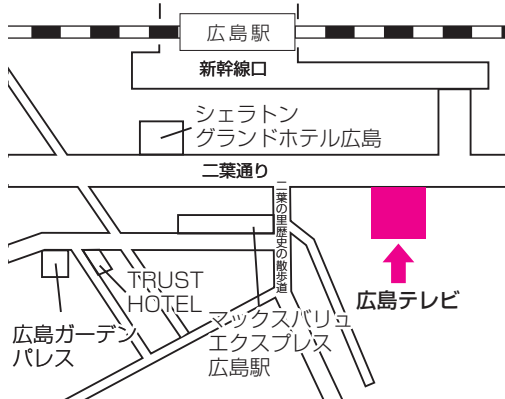 広島駅
新幹線口
シェラトン
グランドホテル広島
二葉通り
二葉の里歴史の散歩道
広島テレビ
TRUST
HOTEL
広島ガーデン
パレス
マックスバリュ
エクスプレス
広島駅